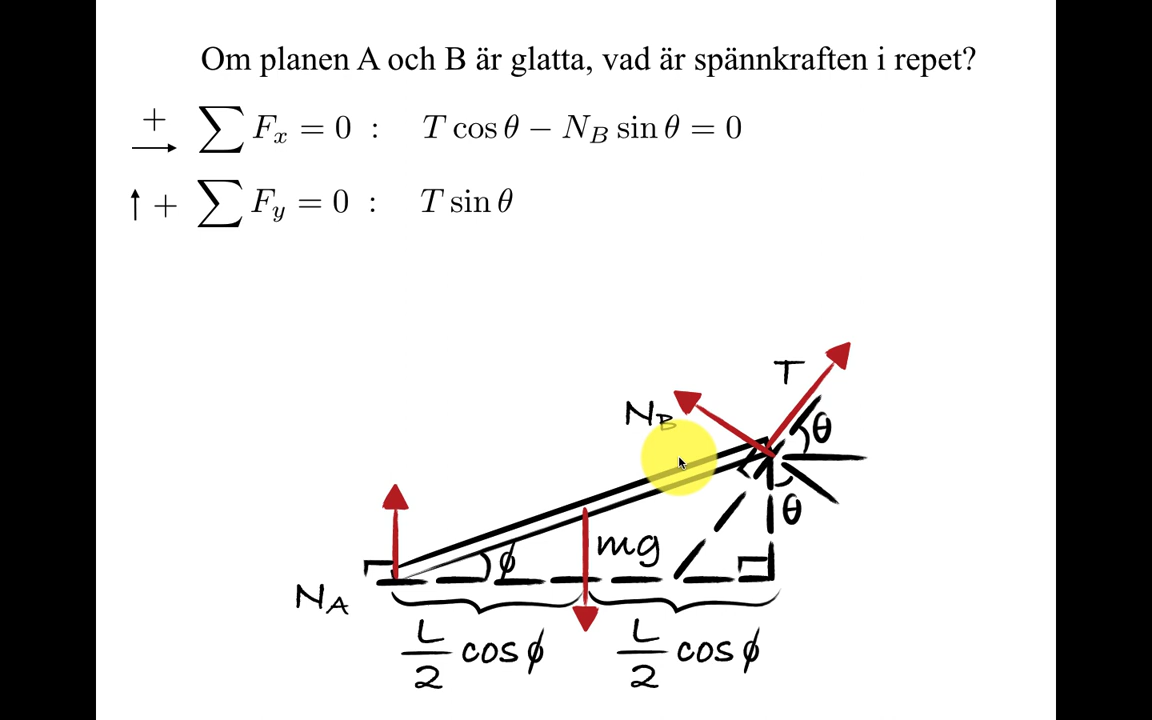 Om planen A och B är glatta, vad är spännkraften i repet?
+→ ∑ Fₓ = 0 : T cos θ − N_B sin θ = 0
↑+ ∑ F_y = 0 : T sin θ
T
N_B
θ
θ
mg
ϕ
N_A
L/2 cos ϕ L/2 cos ϕ